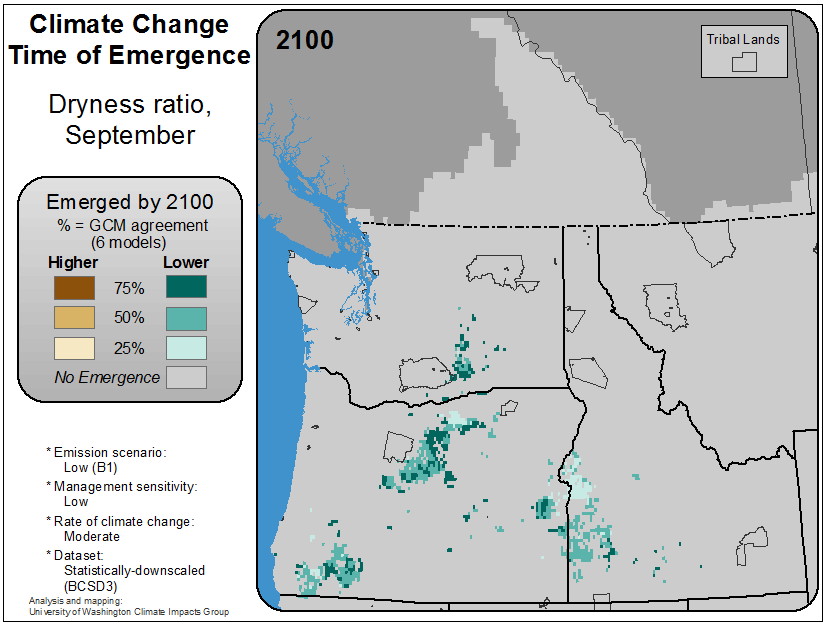 Climate Change
Time of Emergence
Dryness ratio,
September
Emerged by 2100
% = GCM agreement
(6 models)
Higher Lower
75%
50%
25%
No Emergence
* Emission scenario:
Low (B1)
* Management sensitivity:
Low
* Rate of climate change:
Moderate
* Dataset:
Statistically-downscaled
(BCSD3)
Analysis and mapping:
University of Washington Climate Impacts Group
2100
Tribal Lands